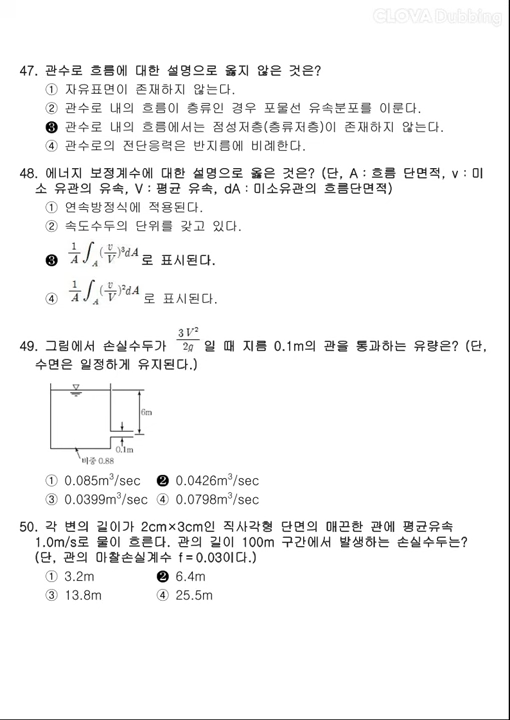 CLOVA Dubbing
47. 관수로 흐름에 대한 설명으로 옳지 않은 것은?
① 자유표면이 존재하지 않는다.
② 관수로 내의 흐름이 층류인 경우 포물선 유속분포를 이룬다.
❸ 관수로 내의 흐름에서는 점성저층(층류저층)이 존재하지 않는다.
④ 관수로의 전단응력은 반지름에 비례한다.
48. 에너지 보정계수에 대한 설명으로 옳은 것은? (단, A : 흐름 단면적, v : 미
소 유관의 유속, V : 평균 유속, dA : 미소유관의 흐름단면적)
① 연속방정식에 적용된다.
② 속도수두의 단위를 갖고 있다.
❸ 1/A ∫_A (v/V)³dA 로 표시된다.
④ 1/A ∫_A (v/V)²dA 로 표시된다.
49. 그림에서 손실수두가 3V²/2g 일 때 지름 0.1m의 관을 통과하는 유량은? (단,
수면은 일정하게 유지된다.)
6m
0.1m
비중 0.88
① 0.085m³/sec ❷ 0.0426m³/sec
③ 0.0399m³/sec ④ 0.0798m³/sec
50. 각 변의 길이가 2cm×3cm인 직사각형 단면의 매끈한 관에 평균유속
1.0m/s로 물이 흐른다. 관의 길이 100m 구간에서 발생하는 손실수두는?
(단, 관의 마찰손실계수 f=0.03이다.)
① 3.2m ❷ 6.4m
③ 13.8m ④ 25.5m